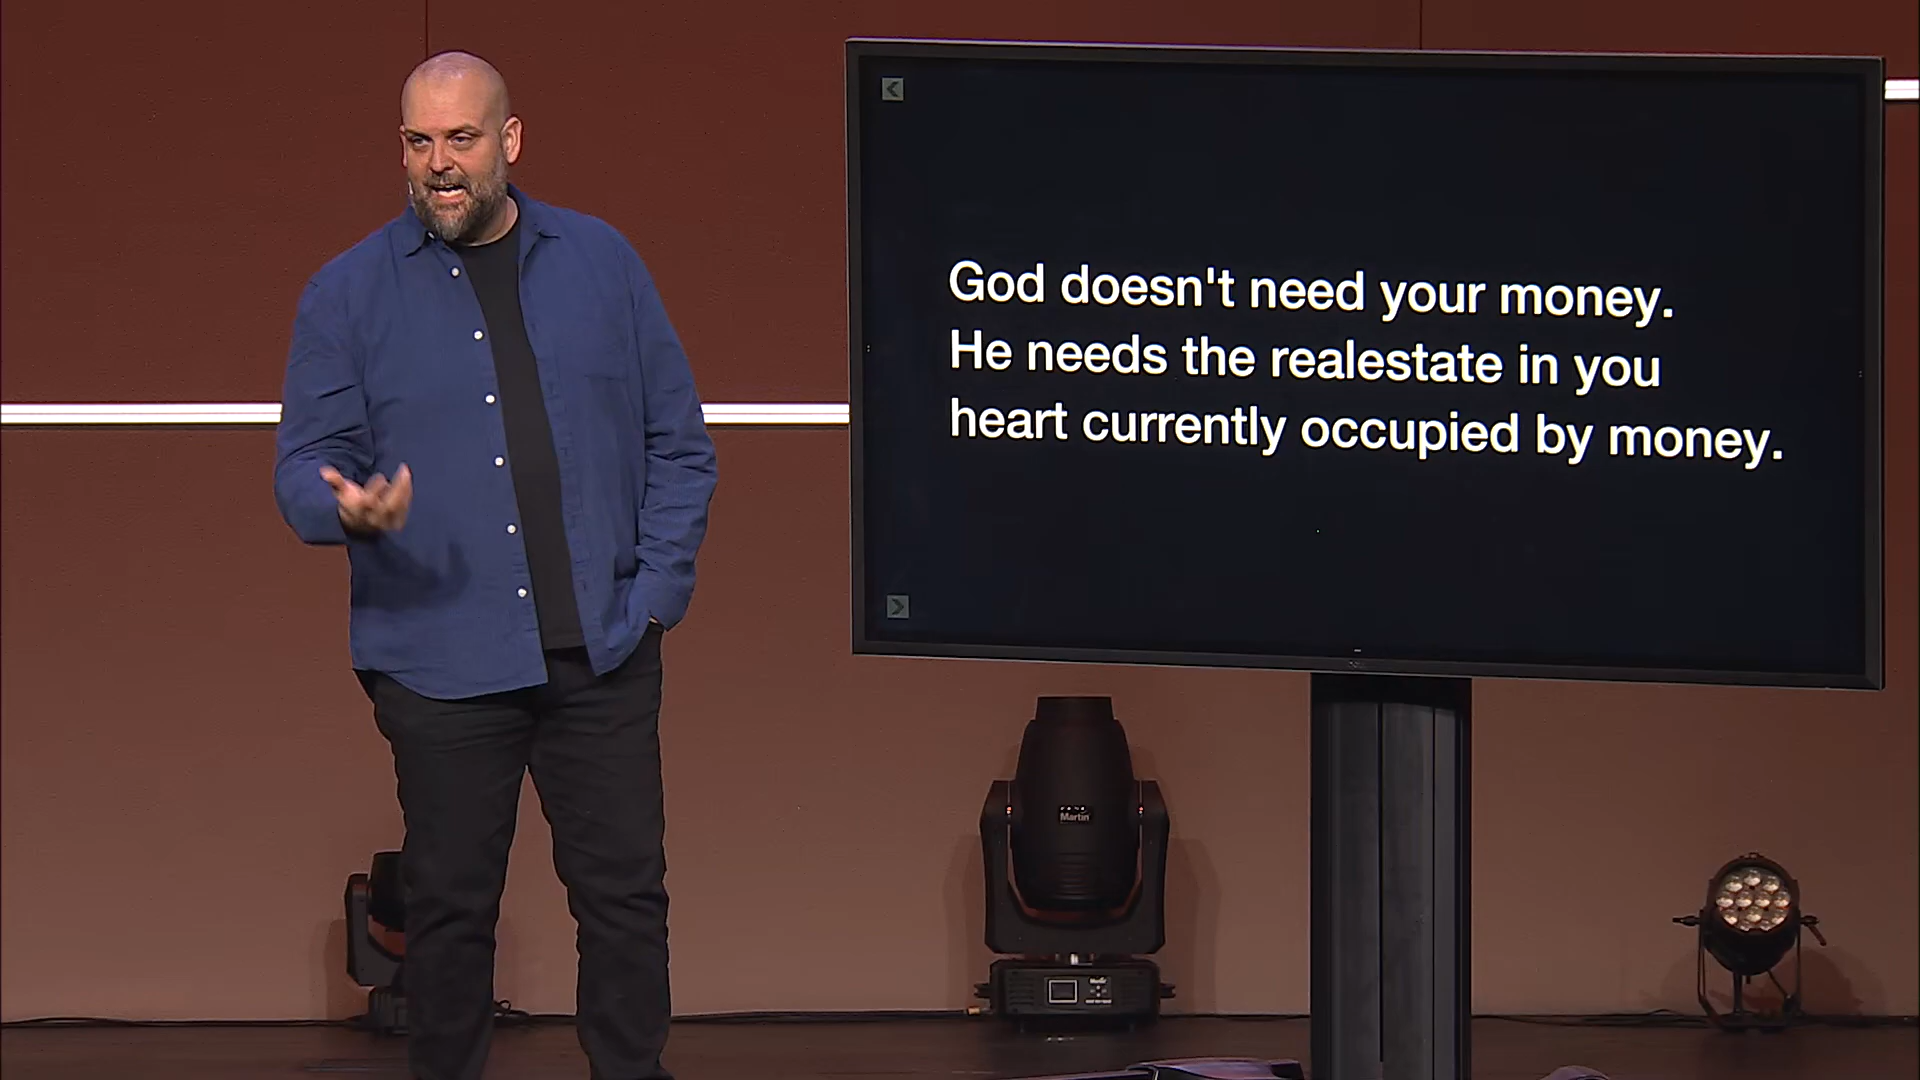 God doesn't need your money.
He needs the realestate in you
heart currently occupied by money.
Martin